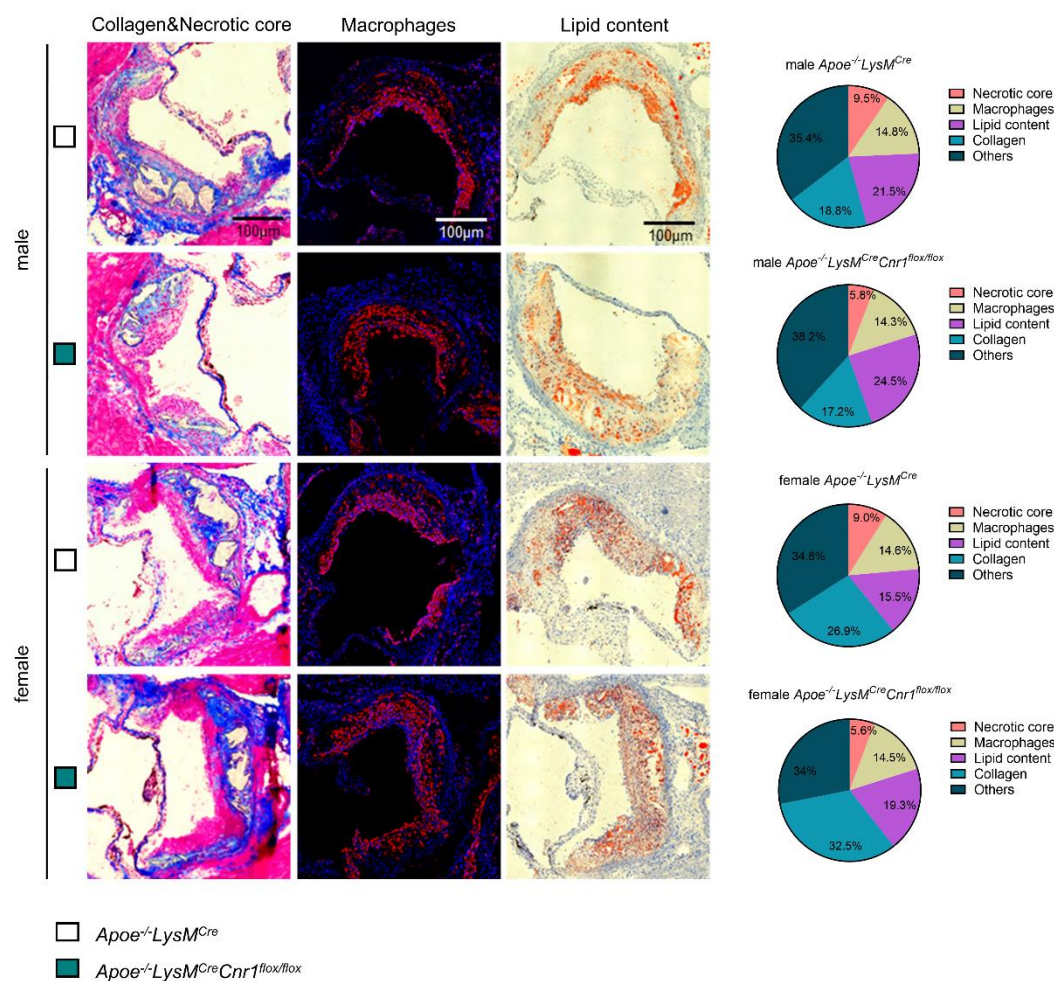 Collagen&Necrotic core
Macrophages
Lipid content
male
100µm
100µm
100µm
female
male Apoe-/-LysMCre
9.5%
14.8%
21.5%
18.8%
35.4%
Necrotic core
Macrophages
Lipid content
Collagen
Others
male Apoe-/-LysMCreCnr1flox/flox
5.8%
14.3%
24.5%
17.2%
38.2%
Necrotic core
Macrophages
Lipid content
Collagen
Others
female Apoe-/-LysMCre
9.0%
14.6%
15.5%
26.9%
34.8%
Necrotic core
Macrophages
Lipid content
Collagen
Others
female Apoe-/-LysMCreCnr1flox/flox
5.6%
14.5%
19.3%
32.5%
34%
Necrotic core
Macrophages
Lipid content
Collagen
Others
Apoe-/-LysMCre
Apoe-/-LysMCreCnr1flox/flox